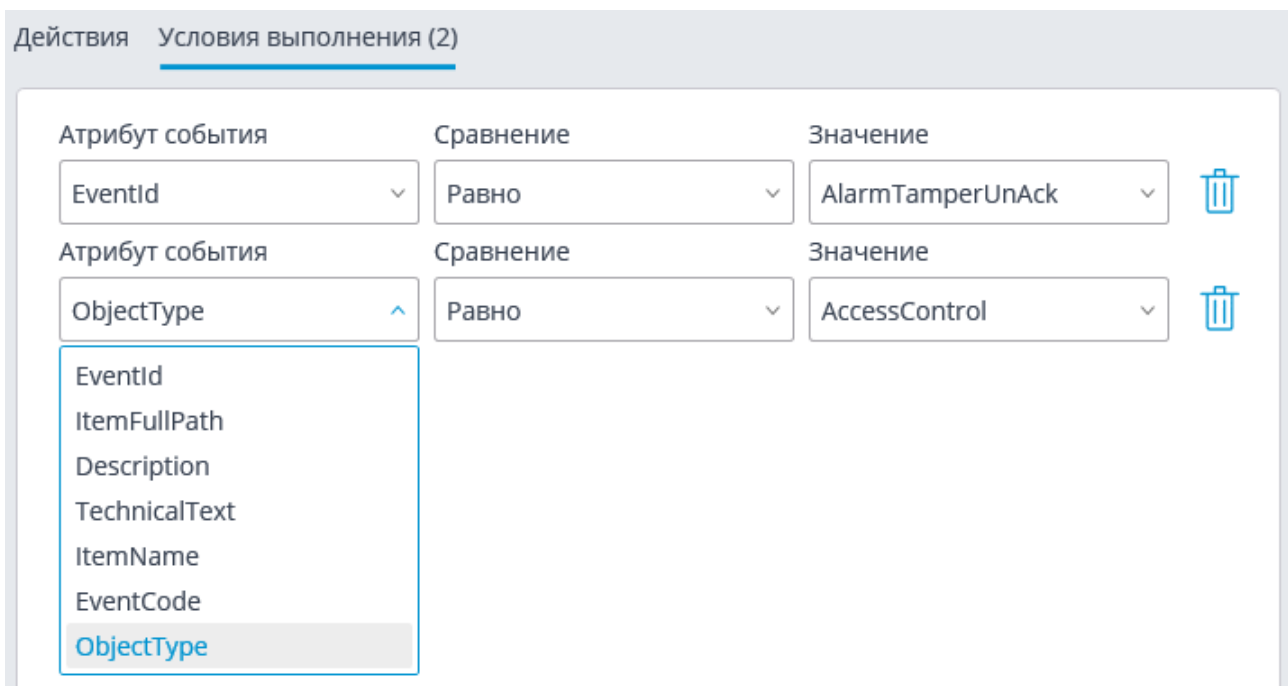 Действия Условия выполнения (2)
Атрибут события Сравнение Значение
EventId Равно AlarmTamperUnAck
Атрибут события Сравнение Значение
ObjectType Равно AccessControl
EventId
ItemFullPath
Description
TechnicalText
ItemName
EventCode
ObjectType